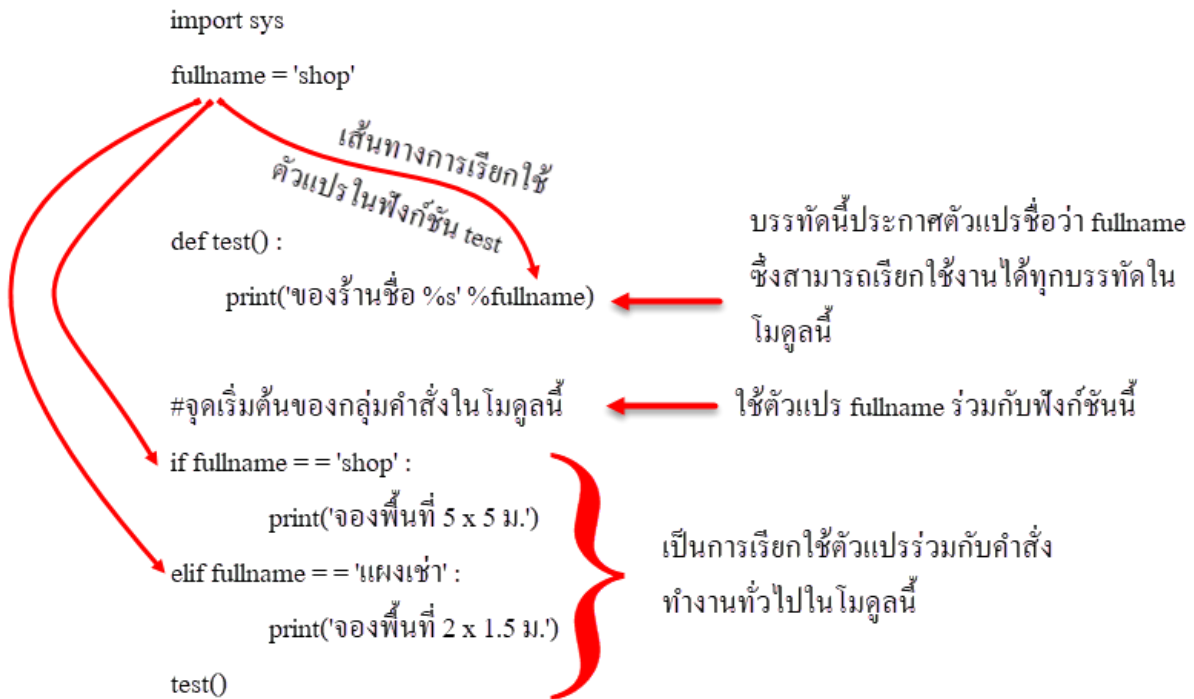 import sys
fullname = 'shop'
เส้นทางการเรียกใช้
ตัวแปรในฟังก์ชัน test
def test() :
print('ของร้านชื่อ %s' %fullname)
บรรทัดนี้ประกาศตัวแปรชื่อว่า fullname
ซึ่งสามารถเรียกใช้งานได้ทุกบรรทัดใน
โมดูลนี้
#จุดเริ่มต้นของกลุ่มคำสั่งในโมดูลนี้
ใช้ตัวแปร fullname ร่วมกับฟังก์ชันนี้
if fullname = = 'shop' :
print('จองพื้นที่ 5 x 5 ม.')
elif fullname = = 'แผงเช่า' :
print('จองพื้นที่ 2 x 1.5 ม.')
test()
เป็นการเรียกใช้ตัวแปรร่วมกับคำสั่ง
ทำงานทั่วไปในโมดูลนี้